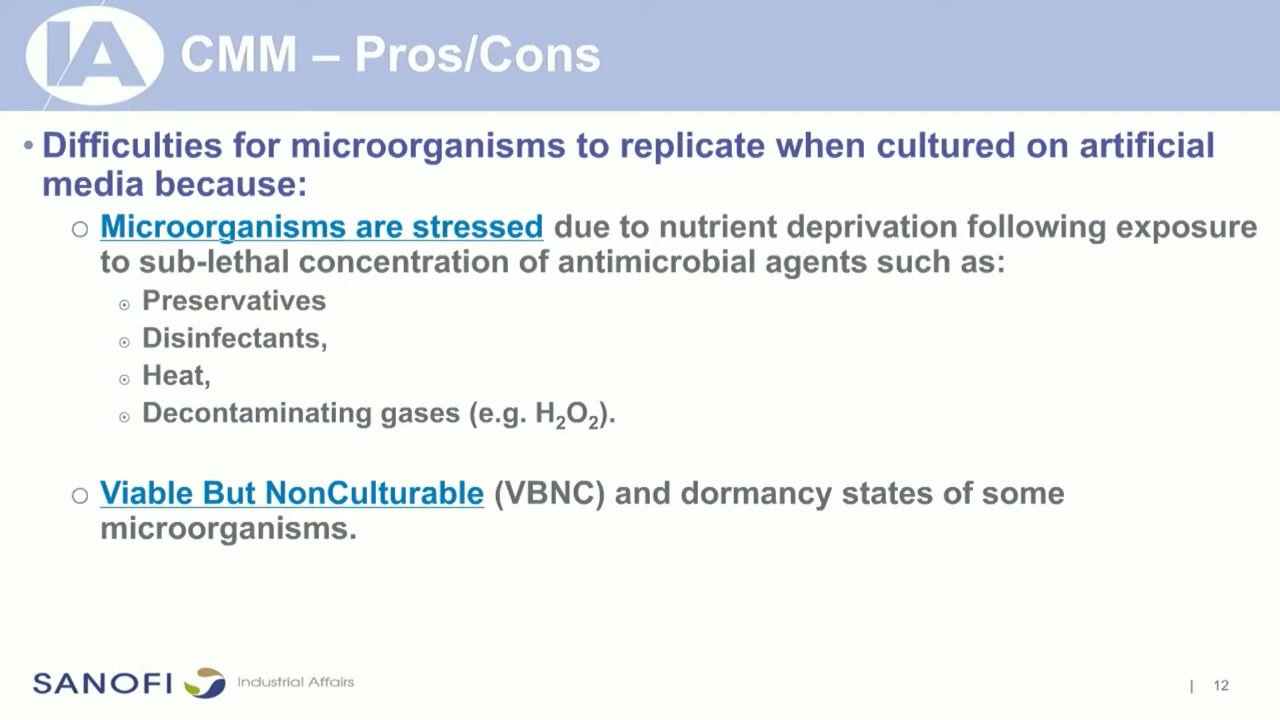 IA CMM – Pros/Cons
• Difficulties for microorganisms to replicate when cultured on artificial
media because:
○ Microorganisms are stressed due to nutrient deprivation following exposure
to sub-lethal concentration of antimicrobial agents such as:
☉ Preservatives
☉ Disinfectants,
☉ Heat,
☉ Decontaminating gases (e.g. H₂O₂).
○ Viable But NonCulturable (VBNC) and dormancy states of some
microorganisms.
SANOFI Industrial Affairs
| 12